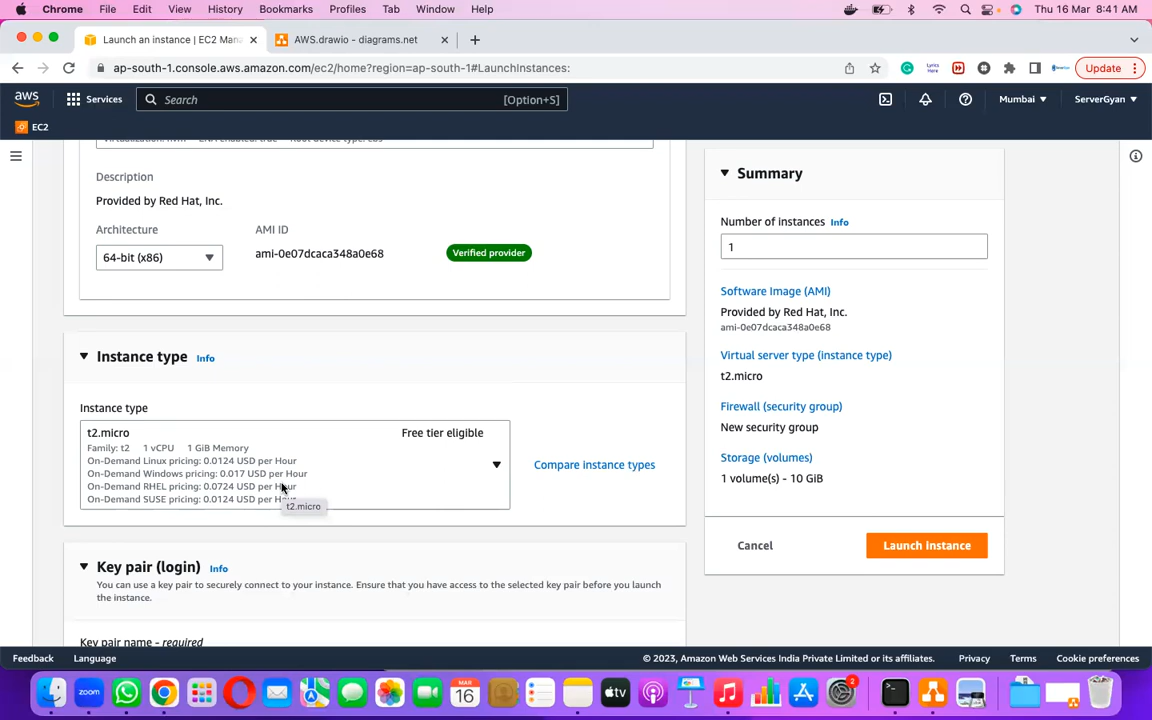 Chrome File Edit View History Bookmarks Profiles Tab Window Help Thu 16 Mar 8:41 AM
Launch an instance | EC2 Man
AWS.drawio - diagrams.net
ap-south-1.console.aws.amazon.com/ec2/home?region=ap-south-1#LaunchInstances:
Update
aws
Services
Search
[Option+S]
Mumbai
ServerGyan
EC2
Description
Provided by Red Hat, Inc.
Architecture
AMI ID
64-bit (x86)
ami-0e07dcaca348a0e68
Verified provider
Instance type Info
Instance type
t2.micro
Free tier eligible
Family: t2 1 vCPU 1 GiB Memory
On-Demand Linux pricing: 0.0124 USD per Hour
On-Demand Windows pricing: 0.017 USD per Hour
On-Demand RHEL pricing: 0.0724 USD per Hour
On-Demand SUSE pricing: 0.0124 USD per Hour
t2.micro
Compare instance types
Key pair (login) Info
You can use a key pair to securely connect to your instance. Ensure that you have access to the selected key pair before you launch
the instance.
Key pair name - required
Summary
Number of instances Info
1
Software Image (AMI)
Provided by Red Hat, Inc.
ami-0e07dcaca348a0e68
Virtual server type (instance type)
t2.micro
Firewall (security group)
New security group
Storage (volumes)
1 volume(s) - 10 GiB
Cancel
Launch instance
Feedback Language
© 2023, Amazon Web Services India Private Limited or its affiliates. Privacy Terms Cookie preferences
zoom
MAR
16
tv
2